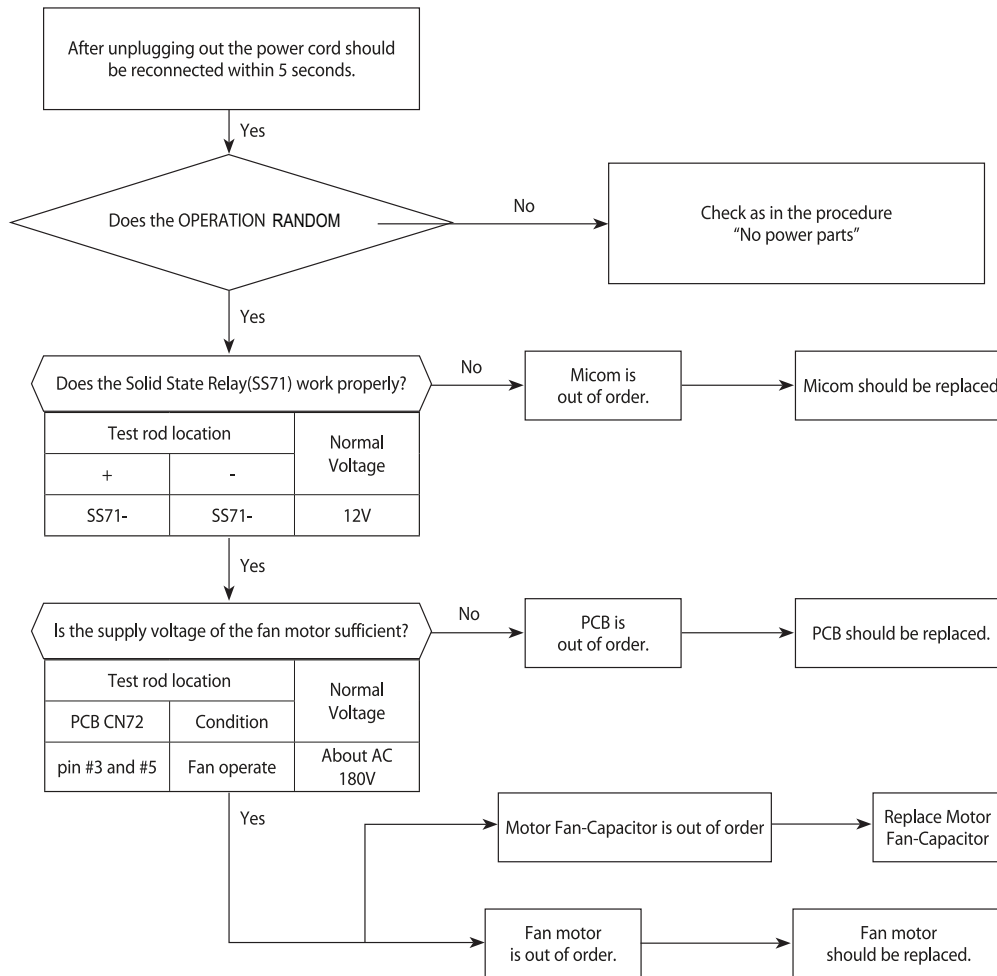 After unplugging out the power cord should
be reconnected within 5 seconds.
Yes
Does the OPERATION RANDOM
No
Check as in the procedure
“No power parts”
Yes
Does the Solid State Relay(SS71) work properly?
No
Micom is
out of order.
Micom should be replaced
Test rod location
Normal
Voltage
+
-
SS71-
SS71-
12V
Yes
Is the supply voltage of the fan motor sufficient?
No
PCB is
out of order.
PCB should be replaced.
Test rod location
Normal
Voltage
PCB CN72
Condition
pin #3 and #5
Fan operate
About AC
180V
Yes
Motor Fan-Capacitor is out of order
Replace Motor
Fan-Capacitor
Fan motor
is out of order.
Fan motor
should be replaced.